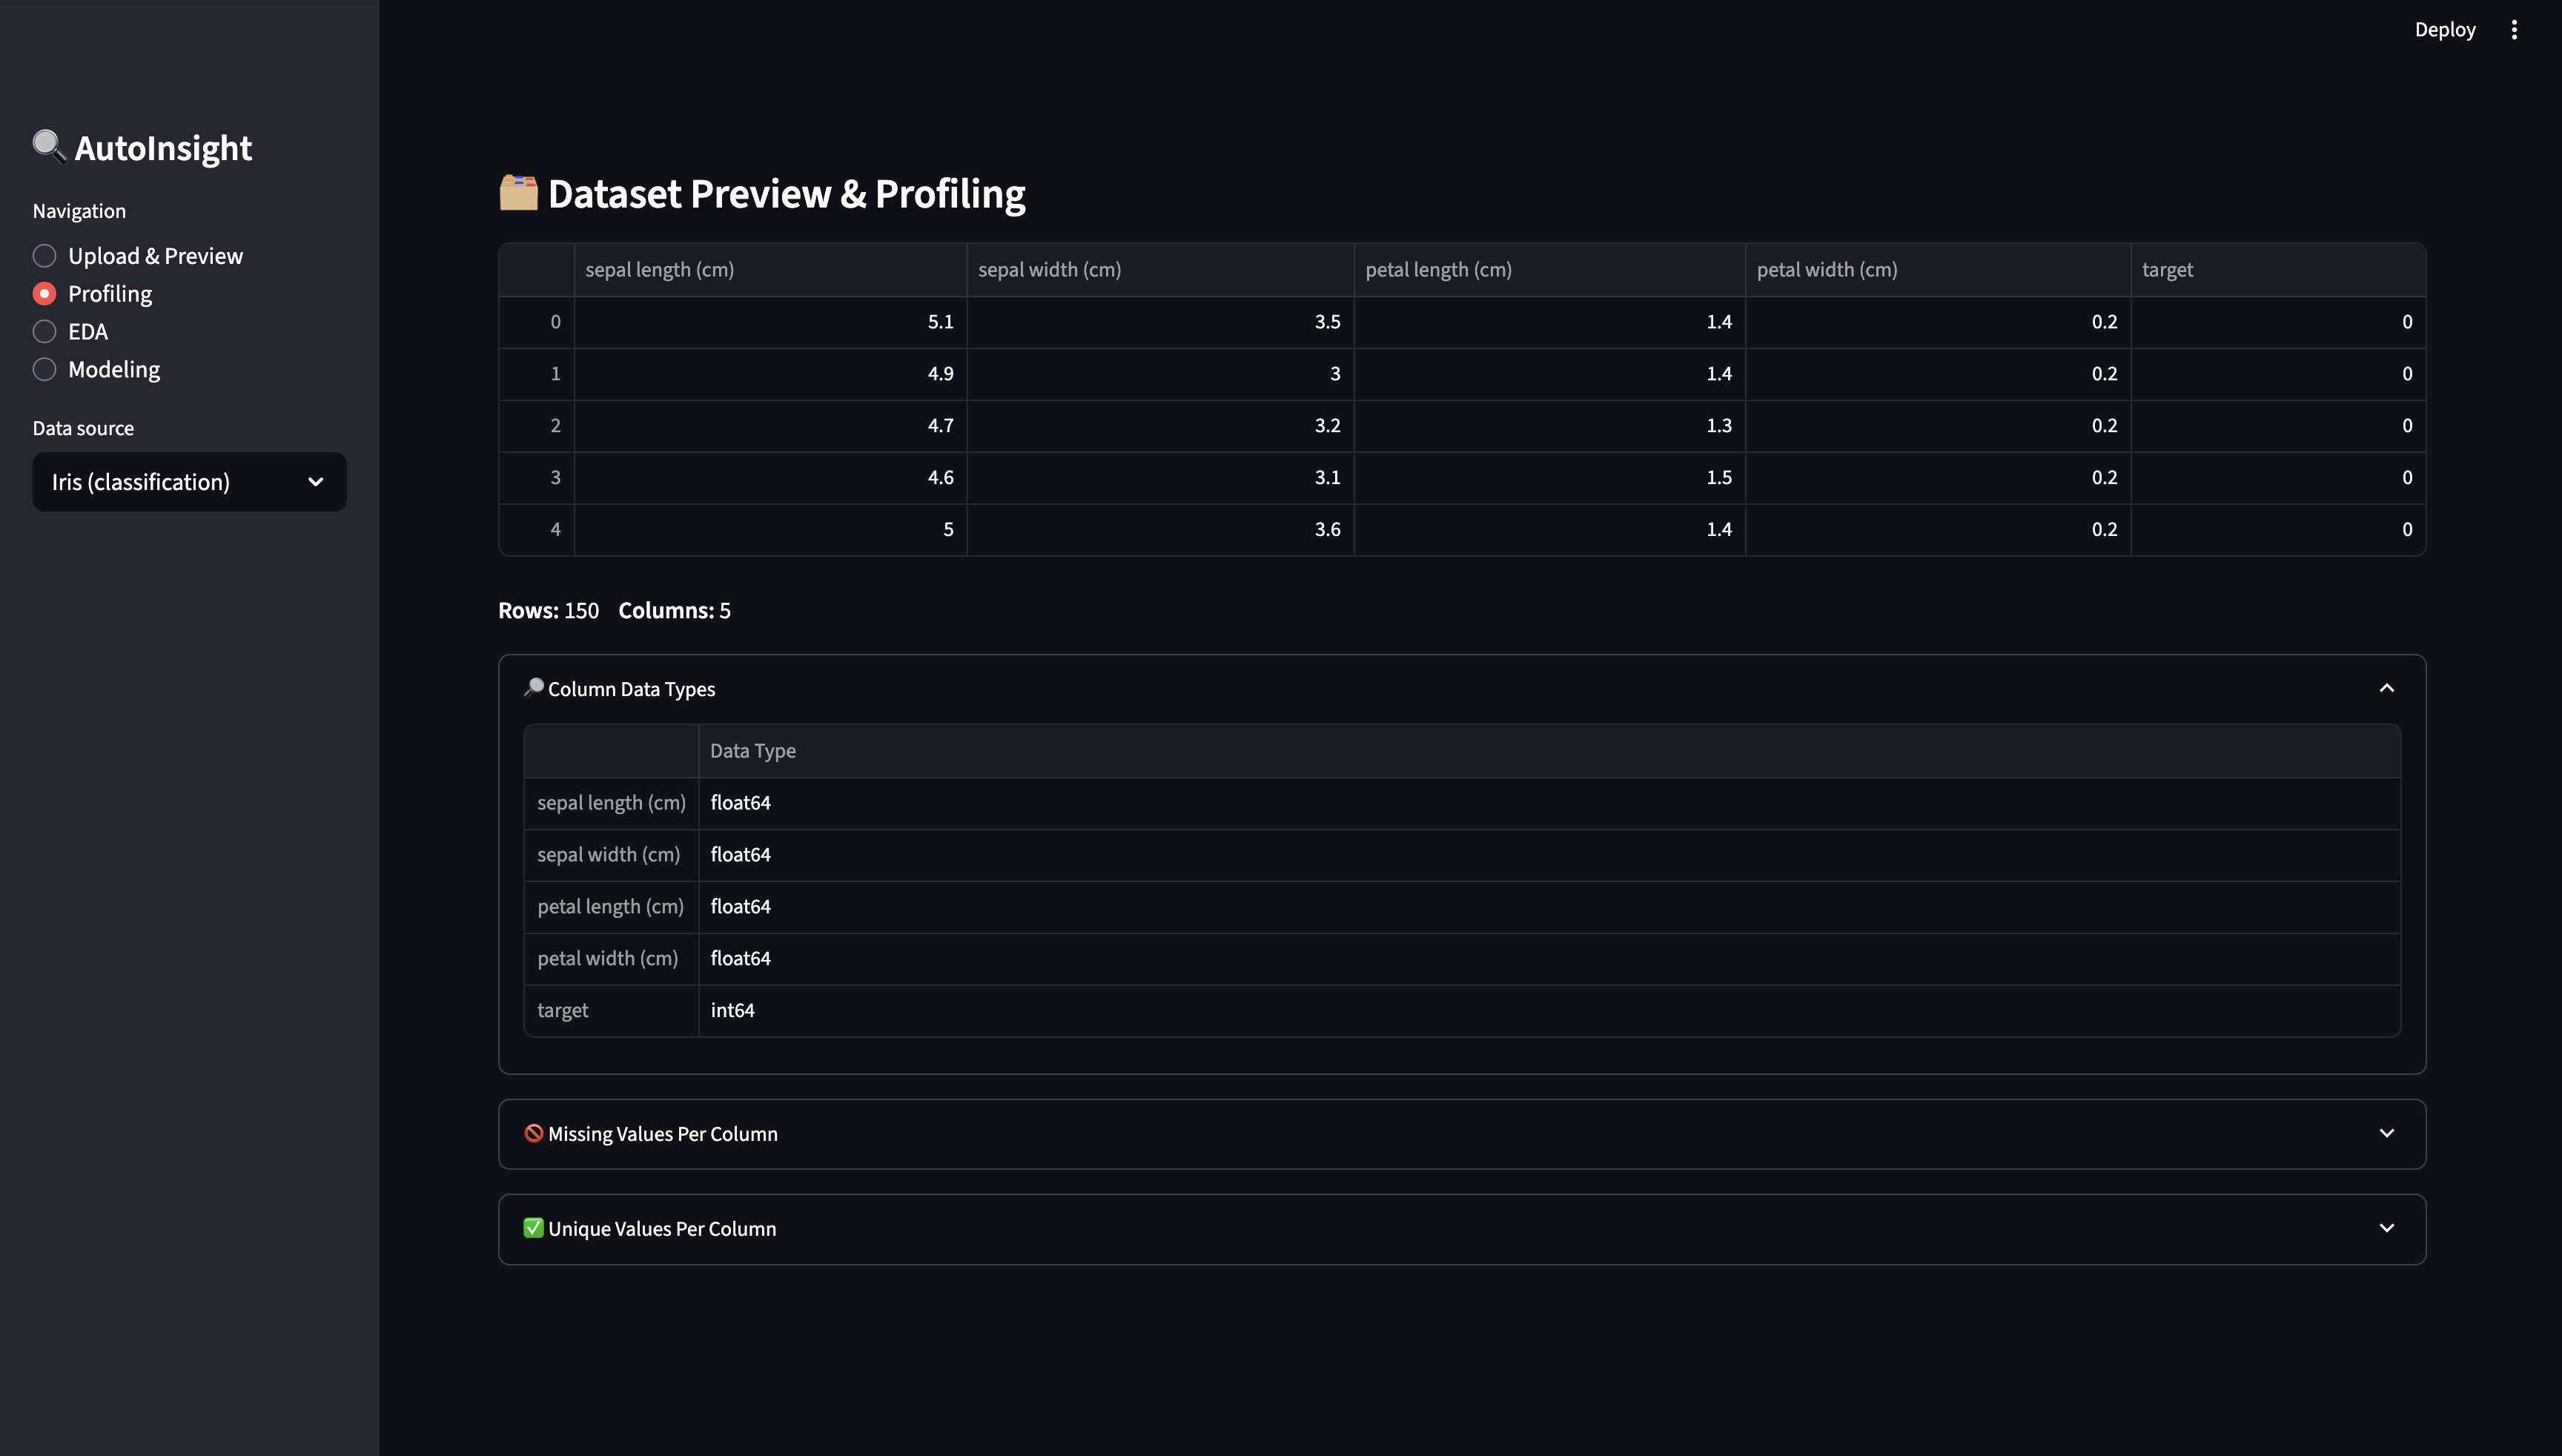 Deploy
AutoInsight
Navigation
Upload & Preview
Profiling
EDA
Modeling
Data source
Iris (classification)
Dataset Preview & Profiling
sepal length (cm) sepal width (cm) petal length (cm) petal width (cm) target
0 5.1 3.5 1.4 0.2 0
1 4.9 3 1.4 0.2 0
2 4.7 3.2 1.3 0.2 0
3 4.6 3.1 1.5 0.2 0
4 5 3.6 1.4 0.2 0
Rows: 150 Columns: 5
Column Data Types
Data Type
sepal length (cm) float64
sepal width (cm) float64
petal length (cm) float64
petal width (cm) float64
target int64
Missing Values Per Column
Unique Values Per Column